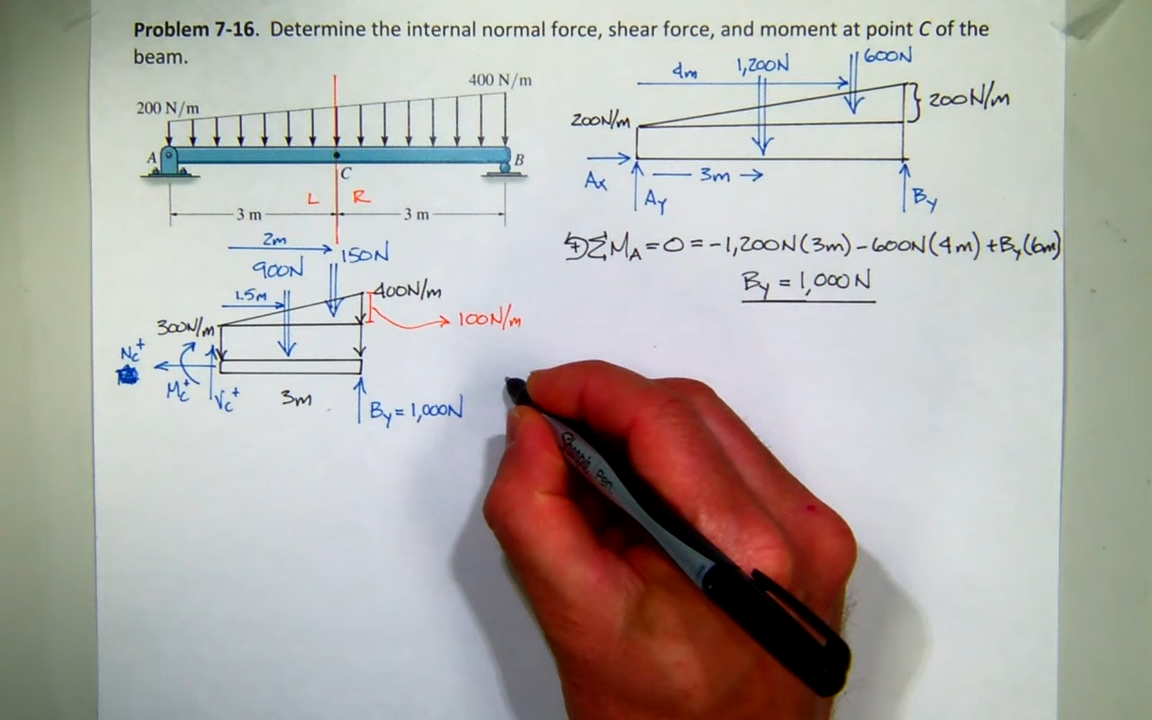 Problem 7-16. Determine the internal normal force, shear force, and moment at point C of the
beam.
200 N/m
400 N/m
A
B
C
L
R
3 m
3 m
4m
1,200N
600N
200N/m
200N/m
Ax
Ay
3m
By
↺ΣMA = 0 = -1,200N(3m) - 600N(4m) + By(6m)
By = 1,000N
2m
900N
150N
1.5m
400N/m
300N/m
100N/m
Nc+
Mc+
Vc+
3m
By = 1,000N
Sharpie Pen